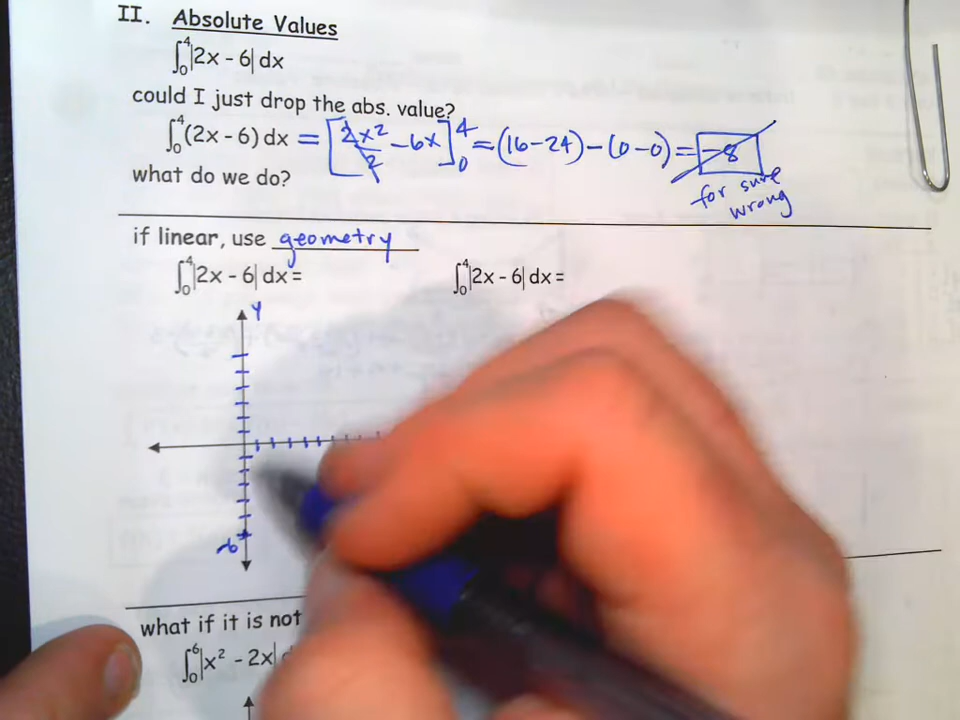 II. Absolute Values
∫₀⁴|2x - 6| dx
could I just drop the abs. value?
∫₀⁴(2x - 6) dx = [2x²/2 - 6x]₀⁴ = (16-24)-(0-0) = -8
what do we do?
for sure
wrong
if linear, use geometry
∫₀⁴|2x - 6| dx = ∫₀⁴|2x - 6| dx =
y
-6
what if it is not
∫₀⁶|x² - 2x|